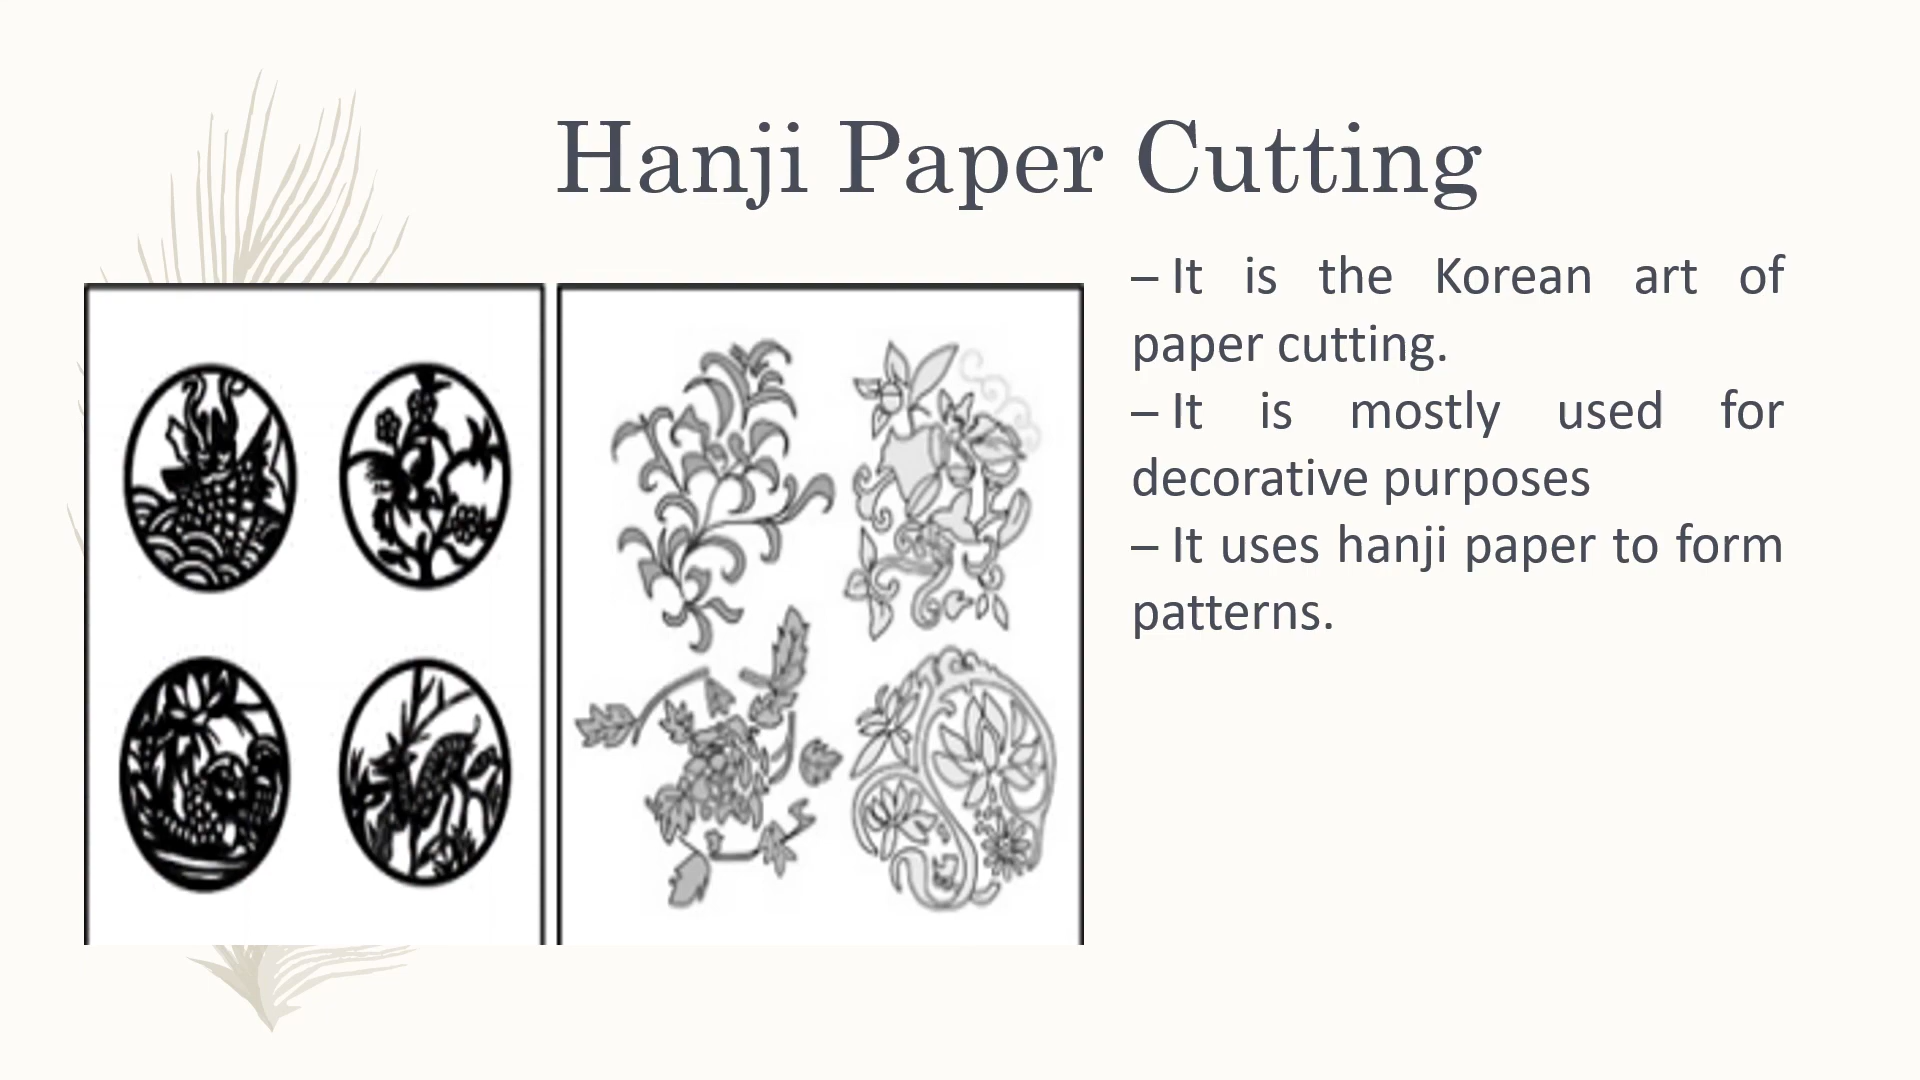 Hanji Paper Cutting
– It is the Korean art of
paper cutting.
– It is mostly used for
decorative purposes
– It uses hanji paper to form
patterns.